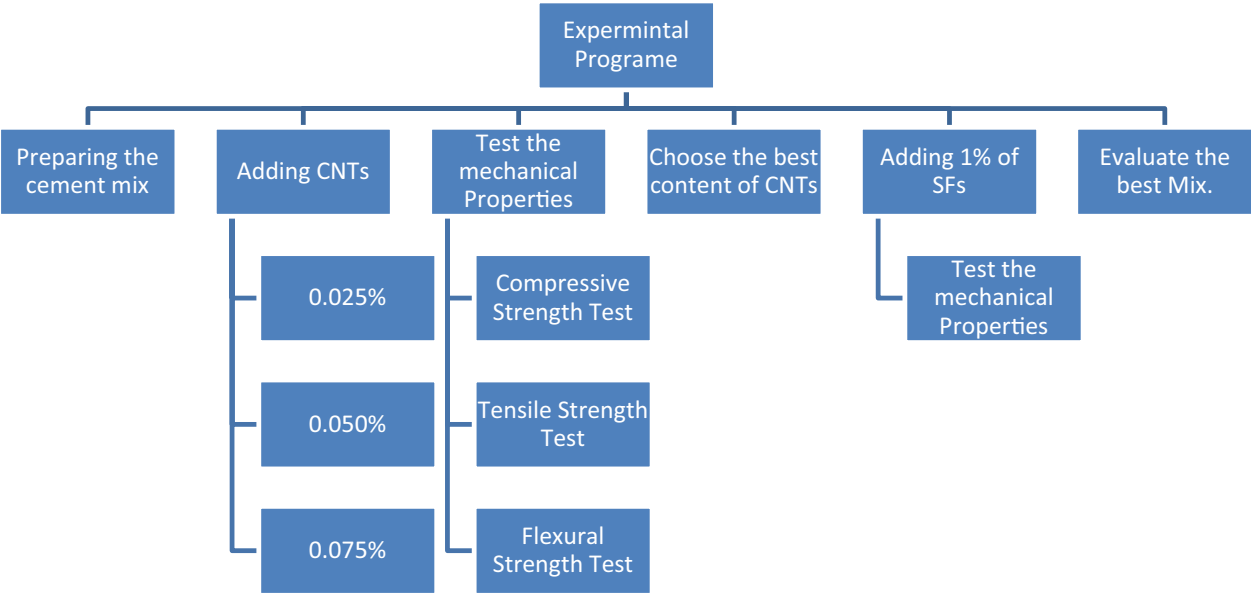 Expermintal
Programe
Preparing the
cement mix
Adding CNTs
Test the
mechanical
Properties
Choose the best
content of CNTs
Adding 1% of
SFs
Evaluate the
best Mix.
0.025%
0.050%
0.075%
Compressive
Strength Test
Tensile Strength
Test
Flexural
Strength Test
Test the
mechanical
Properties